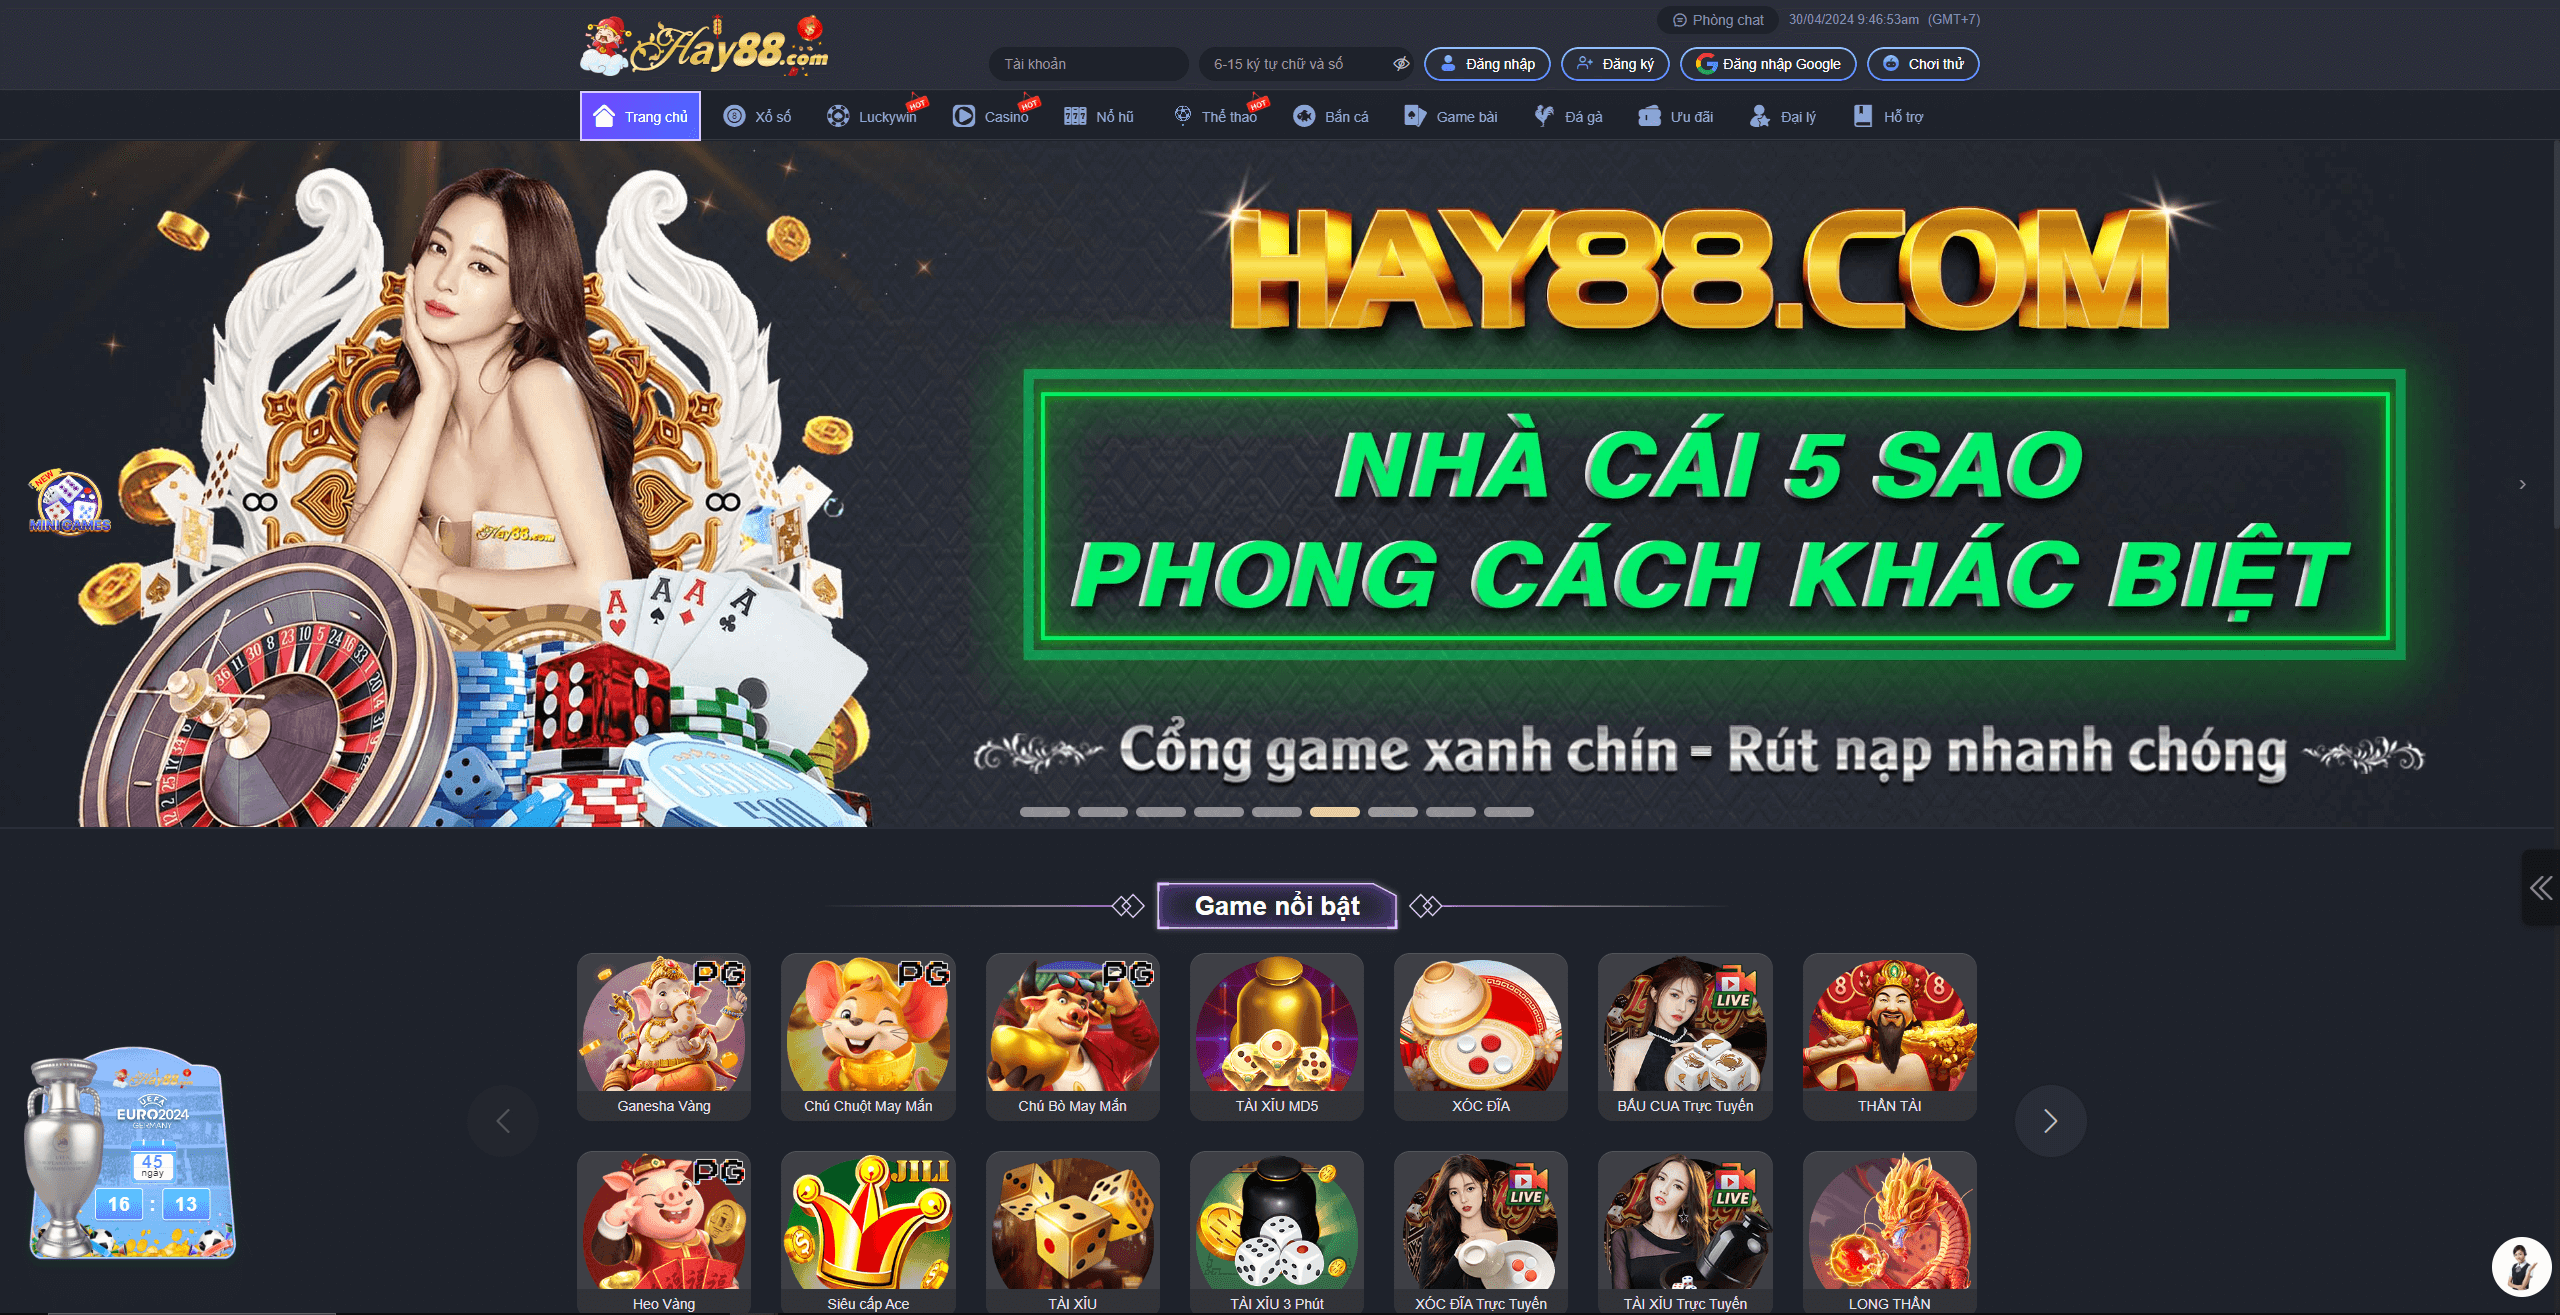 Phòng chat 30/04/2024 9:46:53am (GMT+7)
Hay88.com
Tài khoản 6-15 ký tự chữ và số Đăng nhập Đăng ký Đăng nhập Google Chơi thử
Trang chủ Xổ số Luckywin HOT Casino HOT Nổ hũ Thể thao HOT Bắn cá Game bài Đá gà Ưu đãi Đại lý Hỗ trợ
HAY88.COM
NHÀ CÁI 5 SAO
PHONG CÁCH KHÁC BIỆT
Cổng game xanh chín - Rút nạp nhanh chóng
NEW
MINIGAMES
Hay88.com
A A A A
CASINO
500
Game nổi bật
PG PG PG LIVE
Ganesha Vàng Chú Chuột May Mắn Chú Bò May Mắn TÀI XỈU MD5 XÓC ĐĨA BẦU CUA Trực Tuyến THẦN TÀI
PG JILI LIVE LIVE
Heo Vàng Siêu cấp Ace TÀI XỈU TÀI XỈU 3 Phút XÓC ĐĨA Trực Tuyến TÀI XỈU Trực Tuyến LONG THẦN
Hay88.com
UEFA
EURO2024
GERMANY
45
ngày
16 : 13